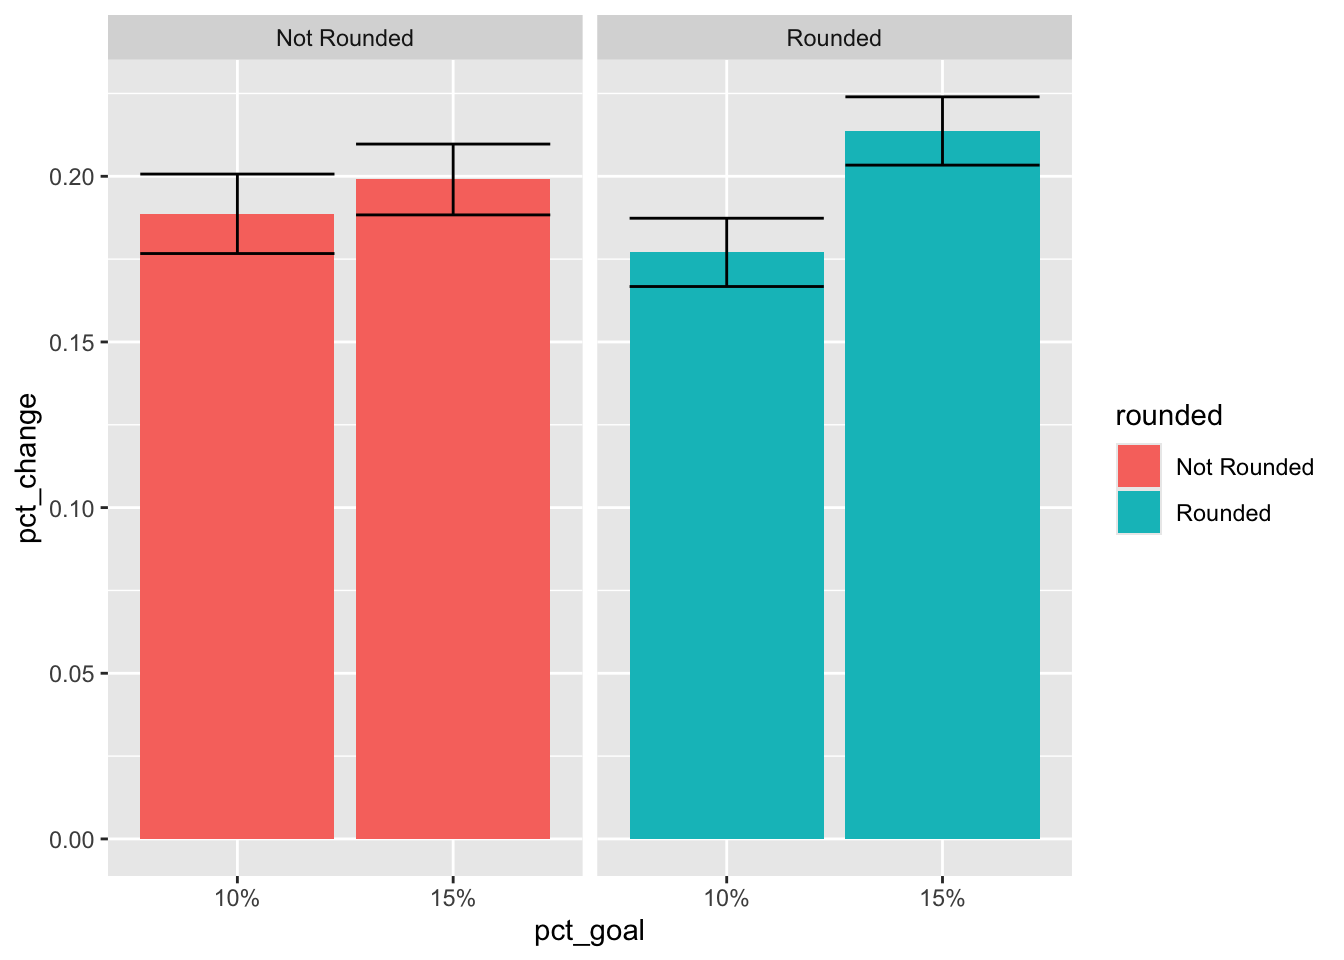 Not Rounded
Rounded
0.20
0.15
0.10
0.05
0.00
pct_change
10%
15%
10%
15%
pct_goal
rounded
Not Rounded
Rounded